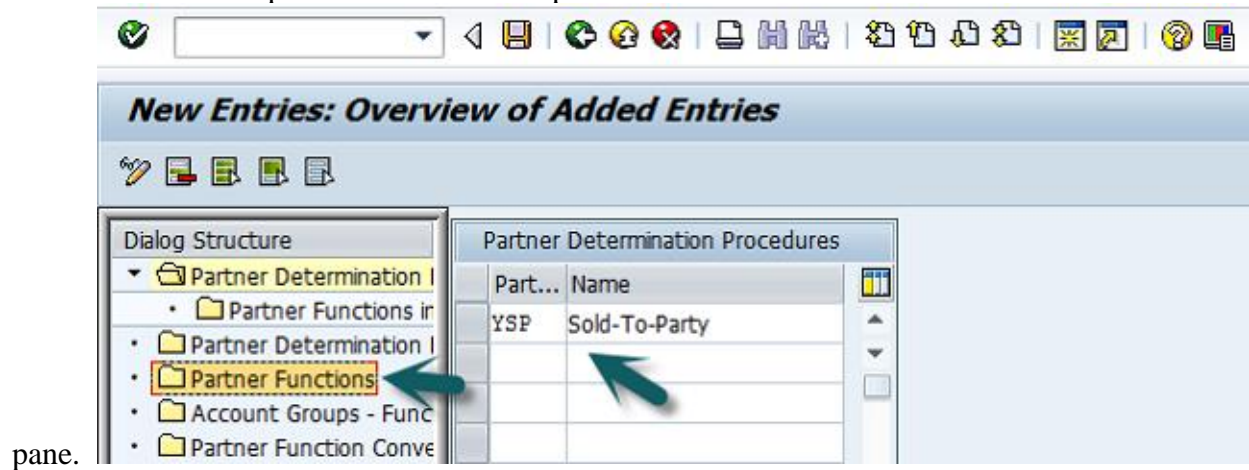 New Entries: Overview of Added Entries
Dialog Structure
Partner Determination
Partner Functions in
Partner Determination
Partner Functions
Account Groups - Func
Partner Function Conve
Partner Determination Procedures
Part... Name
YSP Sold-To-Party
pane.